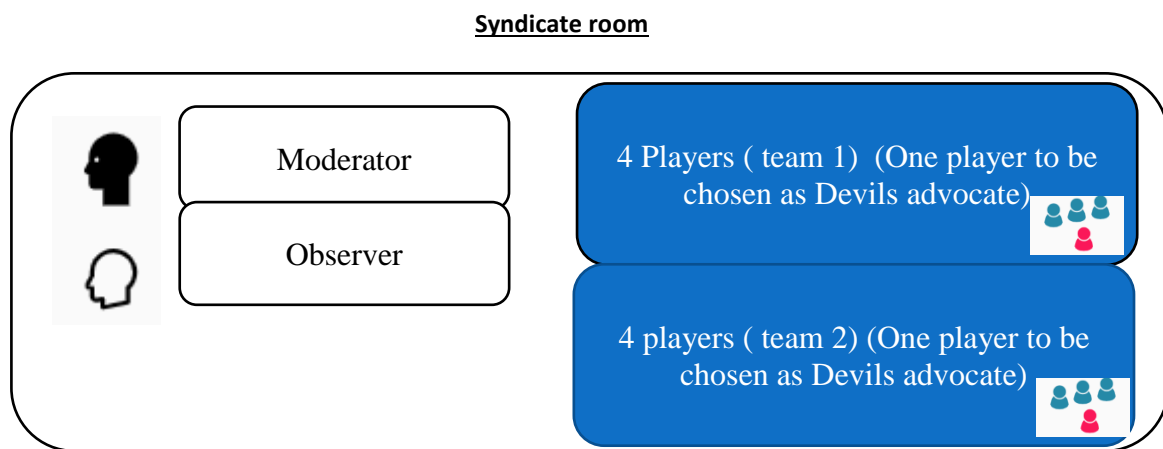 Syndicate room
Moderator
Observer
4 Players ( team 1) (One player to be
chosen as Devils advocate)
4 players ( team 2) (One player to be
chosen as Devils advocate)